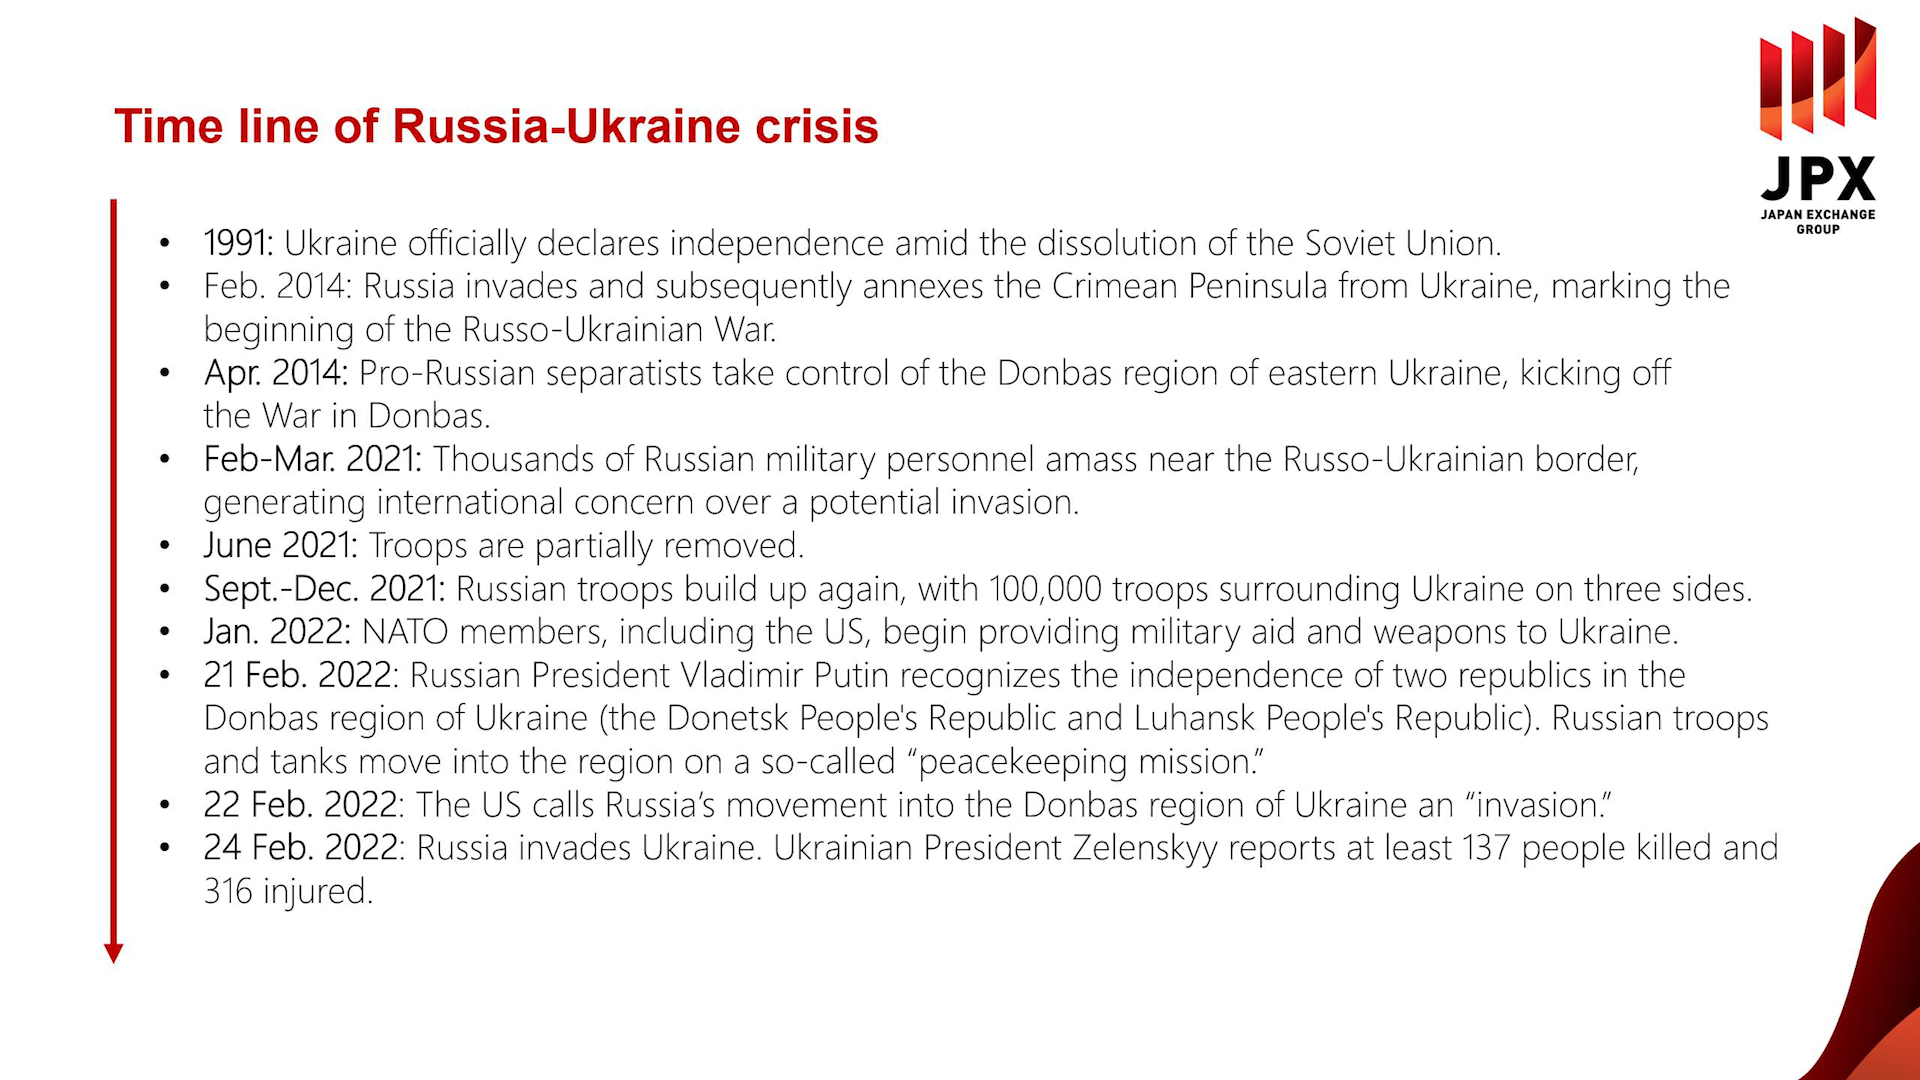 Time line of Russia-Ukraine crisis
JPX
JAPAN EXCHANGE
GROUP
• 1991: Ukraine officially declares independence amid the dissolution of the Soviet Union.
• Feb. 2014: Russia invades and subsequently annexes the Crimean Peninsula from Ukraine, marking the
beginning of the Russo-Ukrainian War.
• Apr. 2014: Pro-Russian separatists take control of the Donbas region of eastern Ukraine, kicking off
the War in Donbas.
• Feb-Mar. 2021: Thousands of Russian military personnel amass near the Russo-Ukrainian border,
generating international concern over a potential invasion.
• June 2021: Troops are partially removed.
• Sept.-Dec. 2021: Russian troops build up again, with 100,000 troops surrounding Ukraine on three sides.
• Jan. 2022: NATO members, including the US, begin providing military aid and weapons to Ukraine.
• 21 Feb. 2022: Russian President Vladimir Putin recognizes the independence of two republics in the
Donbas region of Ukraine (the Donetsk People's Republic and Luhansk People's Republic). Russian troops
and tanks move into the region on a so-called “peacekeeping mission.”
• 22 Feb. 2022: The US calls Russia’s movement into the Donbas region of Ukraine an “invasion.”
• 24 Feb. 2022: Russia invades Ukraine. Ukrainian President Zelenskyy reports at least 137 people killed and
316 injured.